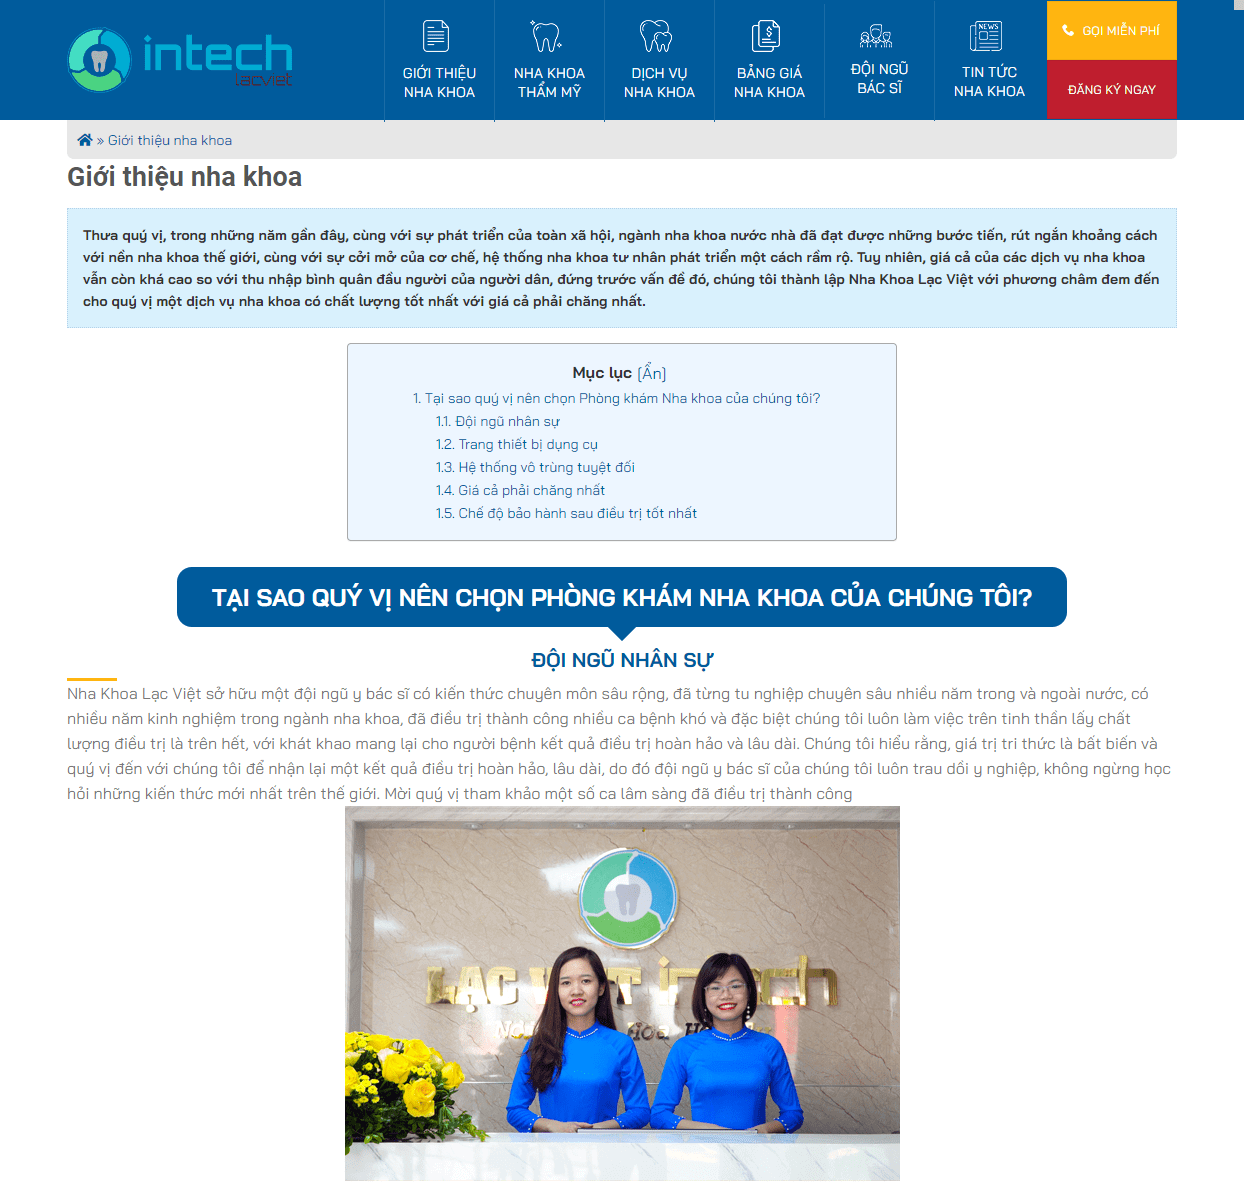 intech
lacviet
GIỚI THIỆU
NHA KHOA
NHA KHOA
THẨM MỸ
DỊCH VỤ
NHA KHOA
BẢNG GIÁ
NHA KHOA
ĐỘI NGŨ
BÁC SĨ
NEWS
TIN TỨC
NHA KHOA
GỌI MIỄN PHÍ
ĐĂNG KÝ NGAY
» Giới thiệu nha khoa
Giới thiệu nha khoa
Thưa quý vị, trong những năm gần đây, cùng với sự phát triển của toàn xã hội, ngành nha khoa nước nhà đã đạt được những bước tiến, rút ngắn khoảng cách
với nền nha khoa thế giới, cùng với sự cởi mở của cơ chế, hệ thống nha khoa tư nhân phát triển một cách rầm rộ. Tuy nhiên, giá cả của các dịch vụ nha khoa
vẫn còn khá cao so với thu nhập bình quân đầu người của người dân, đứng trước vấn đề đó, chúng tôi thành lập Nha Khoa Lạc Việt với phương châm đem đến
cho quý vị một dịch vụ nha khoa có chất lượng tốt nhất với giá cả phải chăng nhất.
Mục lục [Ẩn]
1. Tại sao quý vị nên chọn Phòng khám Nha khoa của chúng tôi?
1.1. Đội ngũ nhân sự
1.2. Trang thiết bị dụng cụ
1.3. Hệ thống vô trùng tuyệt đối
1.4. Giá cả phải chăng nhất
1.5. Chế độ bảo hành sau điều trị tốt nhất
TẠI SAO QUÝ VỊ NÊN CHỌN PHÒNG KHÁM NHA KHOA CỦA CHÚNG TÔI?
ĐỘI NGŨ NHÂN SỰ
Nha Khoa Lạc Việt sở hữu một đội ngũ y bác sĩ có kiến thức chuyên môn sâu rộng, đã từng tu nghiệp chuyên sâu nhiều năm trong và ngoài nước, có
nhiều năm kinh nghiệm trong ngành nha khoa, đã điều trị thành công nhiều ca bệnh khó và đặc biệt chúng tôi luôn làm việc trên tinh thần lấy chất
lượng điều trị là trên hết, với khát khao mang lại cho người bệnh kết quả điều trị hoàn hảo và lâu dài. Chúng tôi hiểu rằng, giá trị tri thức là bất biến và
quý vị đến với chúng tôi để nhận lại một kết quả điều trị hoàn hảo, lâu dài, do đó đội ngũ y bác sĩ của chúng tôi luôn trau dồi y nghiệp, không ngừng học
hỏi những kiến thức mới nhất trên thế giới. Mời quý vị tham khảo một số ca lâm sàng đã điều trị thành công
LẠC VIỆT intech